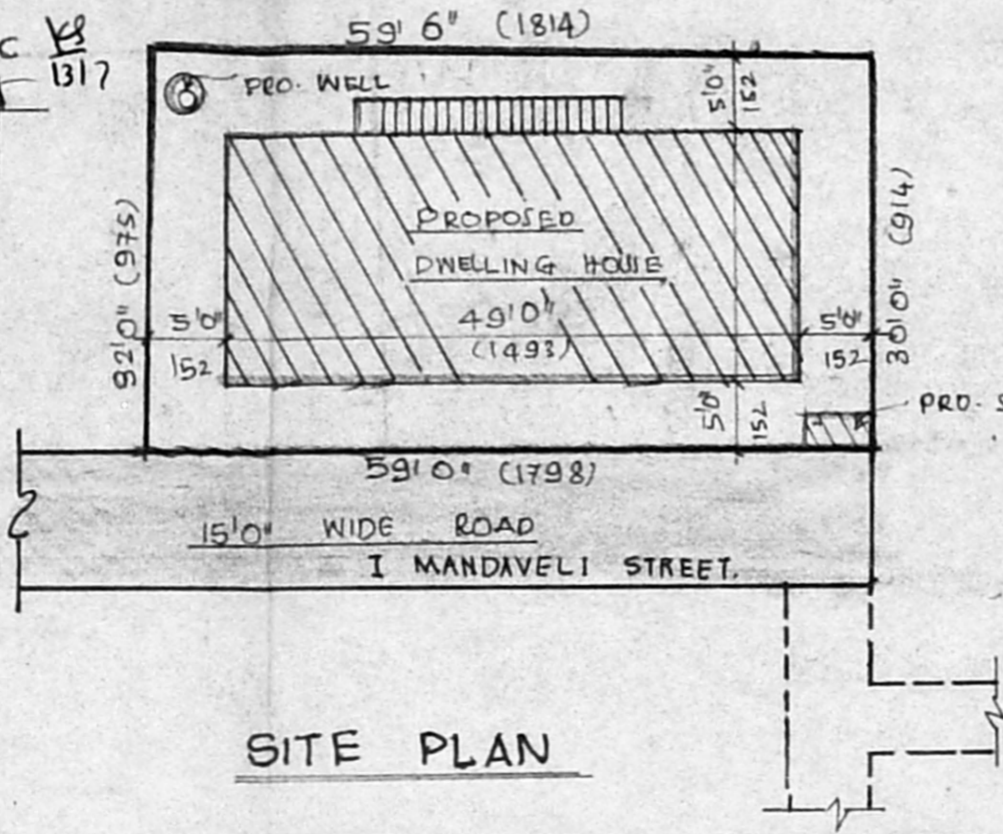 C
1317
59'6" (1814)
PRO. WELL
5'0"
152
PROPOSED
DWELLING HOUSE
32'0" (975)
30'0" (914)
5'0"
152
49'0"
(1493)
5'0"
152
5'0"
152
PRO. S
59'0" (1798)
15'0" WIDE ROAD
I MANDAVELI STREET.
SITE PLAN